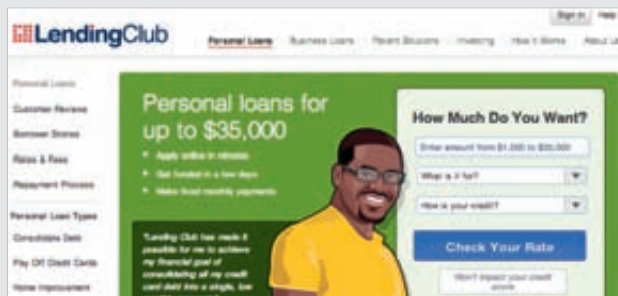 Sign In Help
LendingClub
Personal Loans Business Loans Patient Solutions Investing How It Works About Us
Personal Loans
Customer Reviews
Borrower Stories
Rates & Fees
Repayment Process
Personal Loan Types
Consolidate Debt
Pay Off Credit Cards
Home Improvement
Personal loans for
up to $35,000
Apply online in minutes
Get funded in a few days
Make fixed monthly payments
"Lending Club has made it
possible for me to achieve
my financial goal of
consolidating all my credit
card debt into a single, low
How Much Do You Want?
Enter amount from $1,000 to $35,000
What is it for?
How is your credit?
Check Your Rate
Won't impact your credit
score